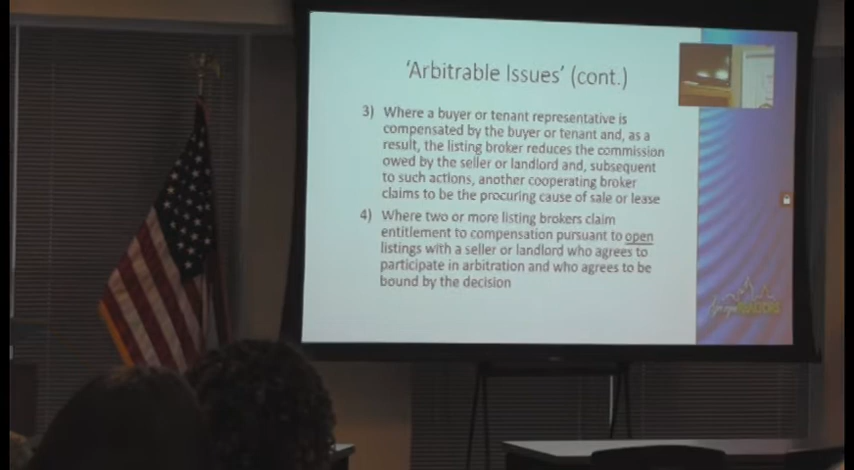 'Arbitrable Issues' (cont.)
3) Where a buyer or tenant representative is
compensated by the buyer or tenant and, as a
result, the listing broker reduces the commission
owed by the seller or landlord and, subsequent
to such actions, another cooperating broker
claims to be the procuring cause of sale or lease
4) Where two or more listing brokers claim
entitlement to compensation pursuant to open
listings with a seller or landlord who agrees to
participate in arbitration and who agrees to be
bound by the decision